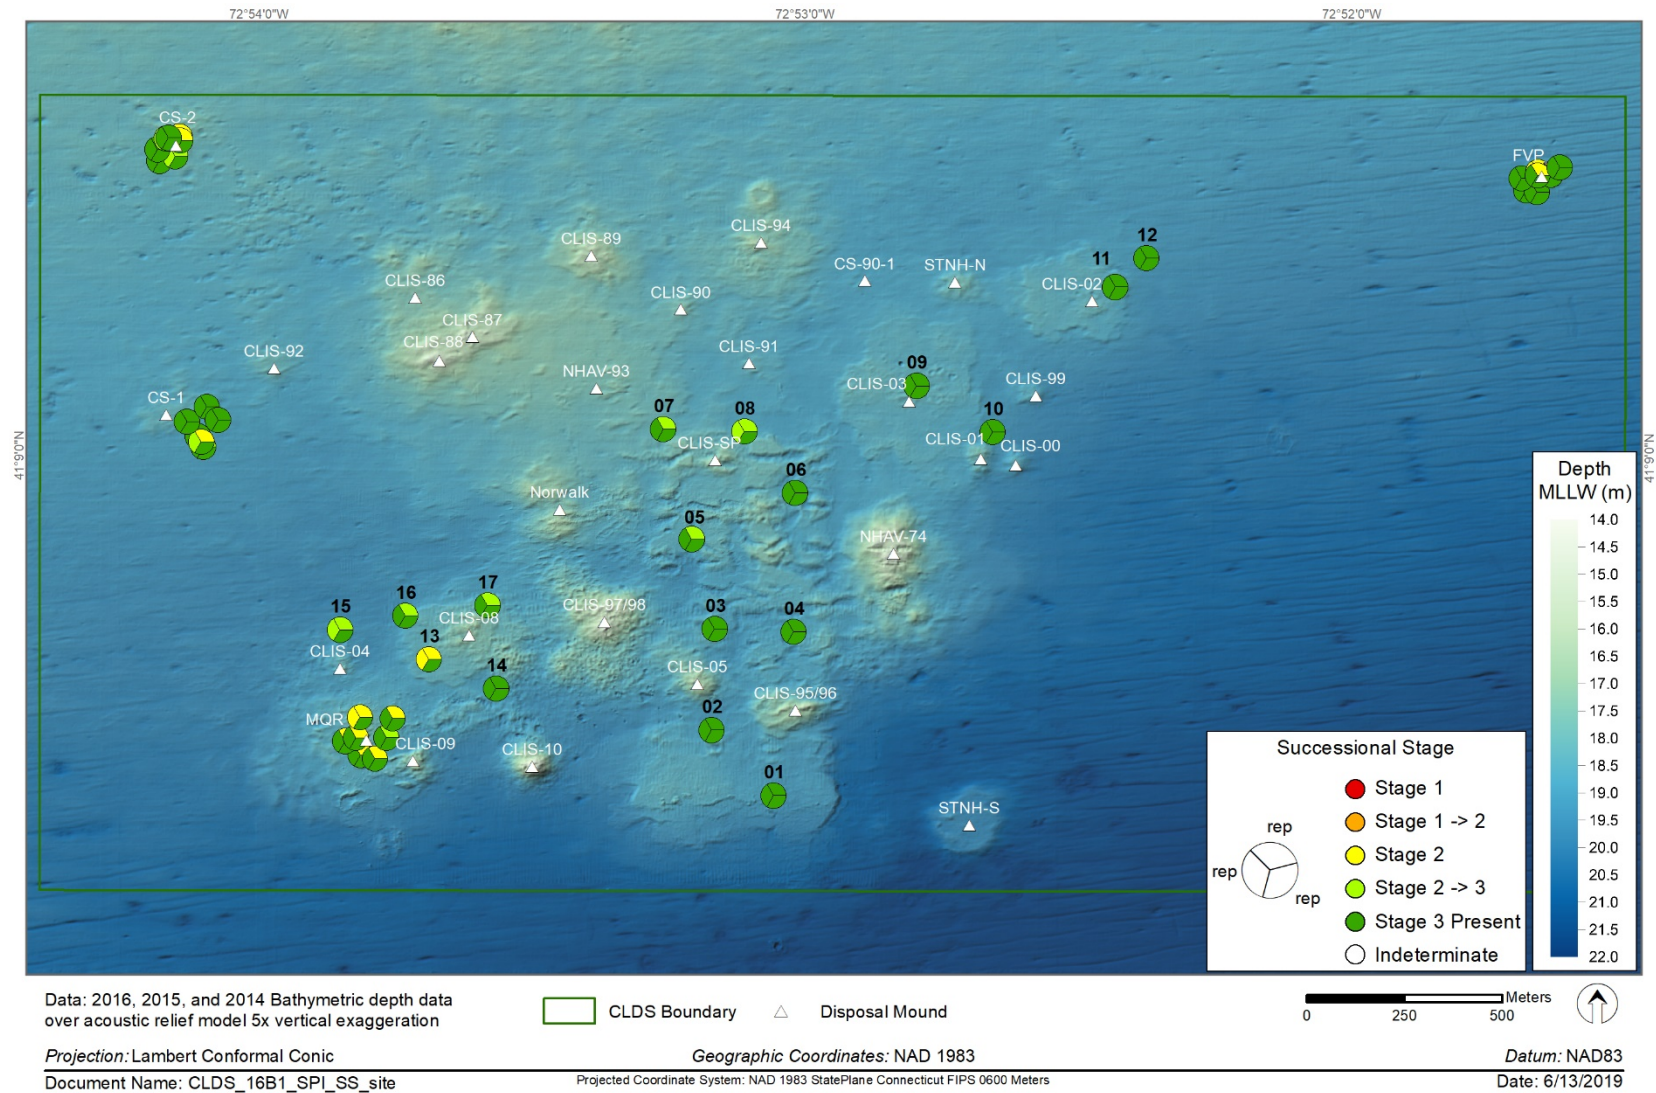 72°54'0"W 72°53'0"W 72°52'0"W
CS-2
FVP
12
CLIS-94
CLIS-89
11
CS-90-1
STNH-N
CLIS-86
CLIS-02
CLIS-90
CLIS-87
CLIS-88
CLIS-91
CLIS-92
09
NHAV-93
CLIS-03
CLIS-99
CS-1
07
08
10
CLIS-SP
CLIS-01
CLIS-00
41°9'0"N
41°9'0"N
06
Norwalk
05
NHAV-74
17
16
15
CLIS-97/98
03
04
CLIS-08
13
CLIS-04
14
CLIS-05
CLIS-95/96
02
MQR
CLIS-09
CLIS-10
01
STNH-S
Depth
MLLW (m)
14.0
14.5
15.0
15.5
16.0
16.5
17.0
17.5
18.0
18.5
19.0
19.5
20.0
20.5
21.0
21.5
22.0
Successional Stage
rep
rep
rep
Stage 1
Stage 1 -> 2
Stage 2
Stage 2 -> 3
Stage 3 Present
Indeterminate
Data: 2016, 2015, and 2014 Bathymetric depth data
over acoustic relief model 5x vertical exaggeration
CLDS Boundary
Disposal Mound
Meters
0 250 500
Projection: Lambert Conformal Conic
Geographic Coordinates: NAD 1983
Datum: NAD83
Document Name: CLDS_16B1_SPI_SS_site
Projected Coordinate System: NAD 1983 StatePlane Connecticut FIPS 0600 Meters
Date: 6/13/2019